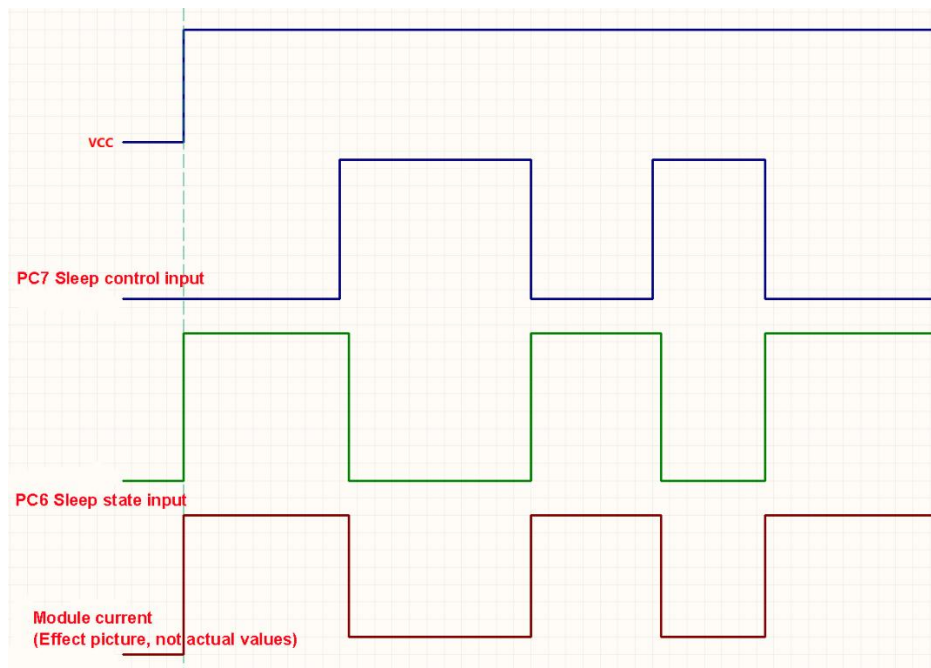 VCC
PC7 Sleep control input
PC6 Sleep state input
Module current
(Effect picture, not actual values)